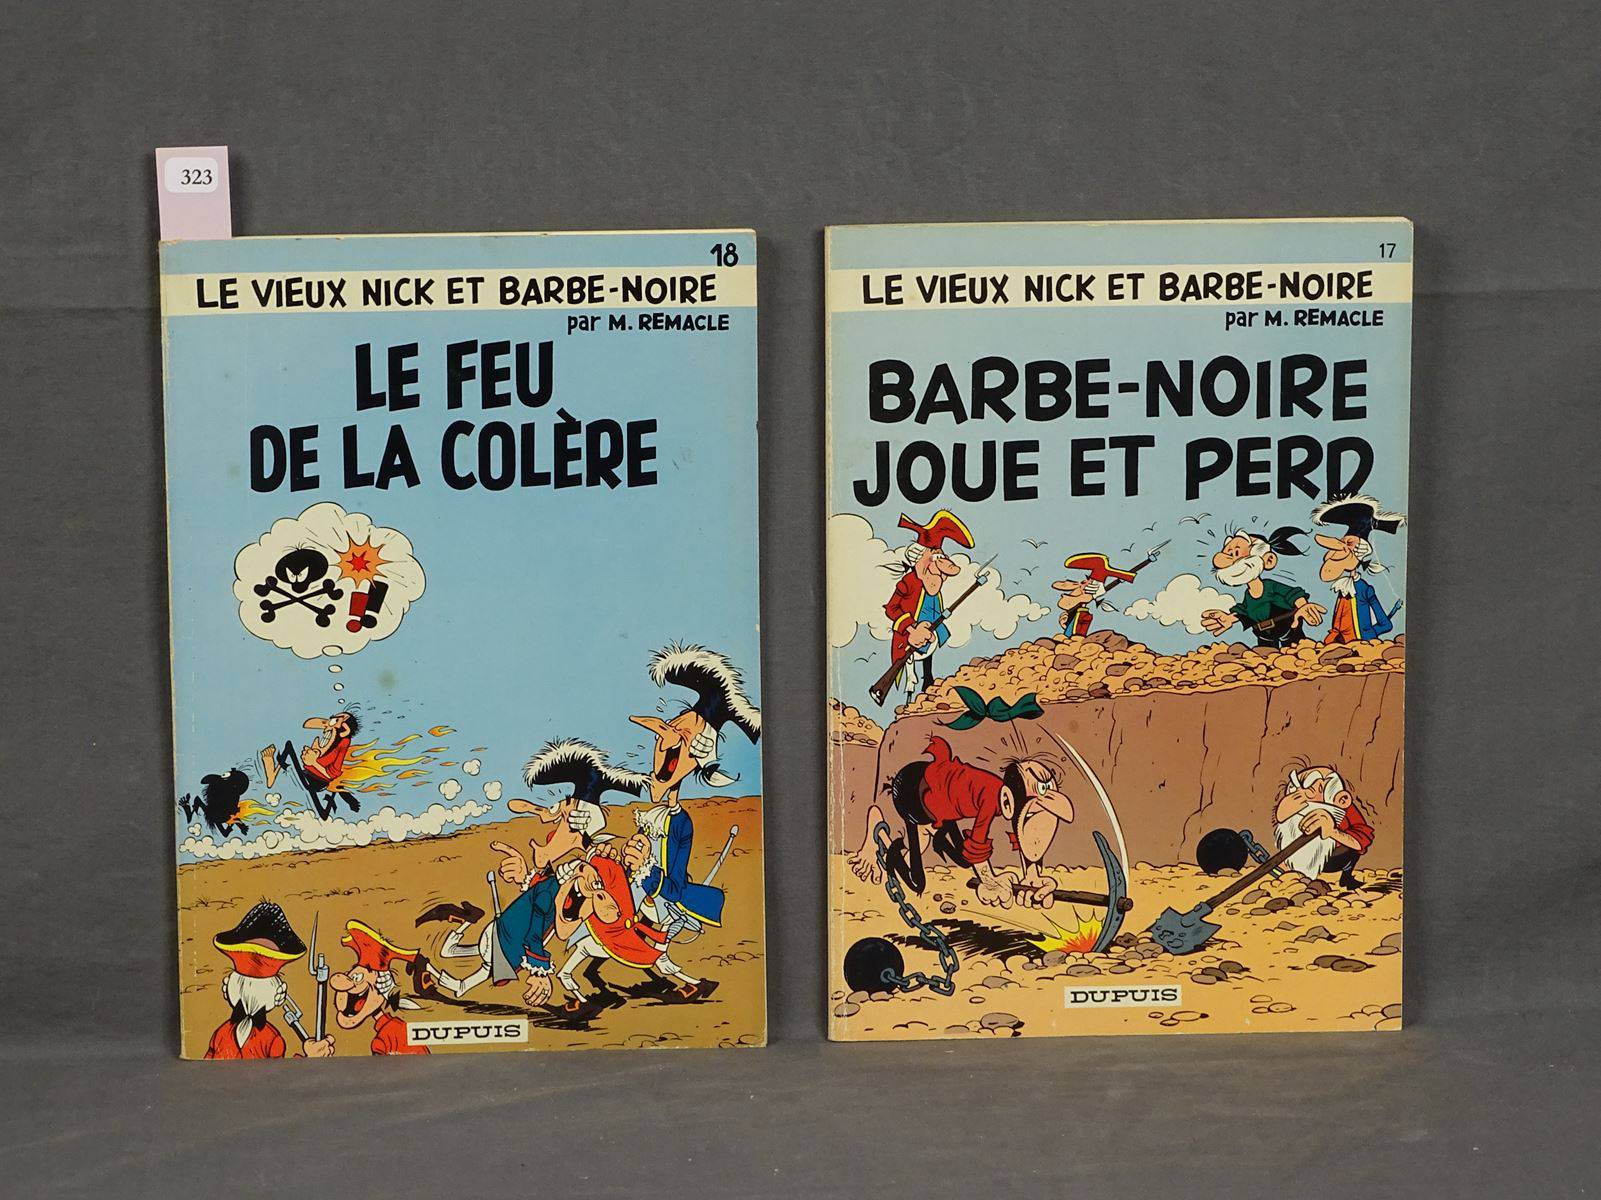 323
18
LE VIEUX NICK ET BARBE-NOIRE
par M. REMACLE
LE FEU
DE LA COLÈRE
DUPUIS
17
LE VIEUX NICK ET BARBE-NOIRE
par M. REMACLE
BARBE-NOIRE
JOUE ET PERD
DUPUIS